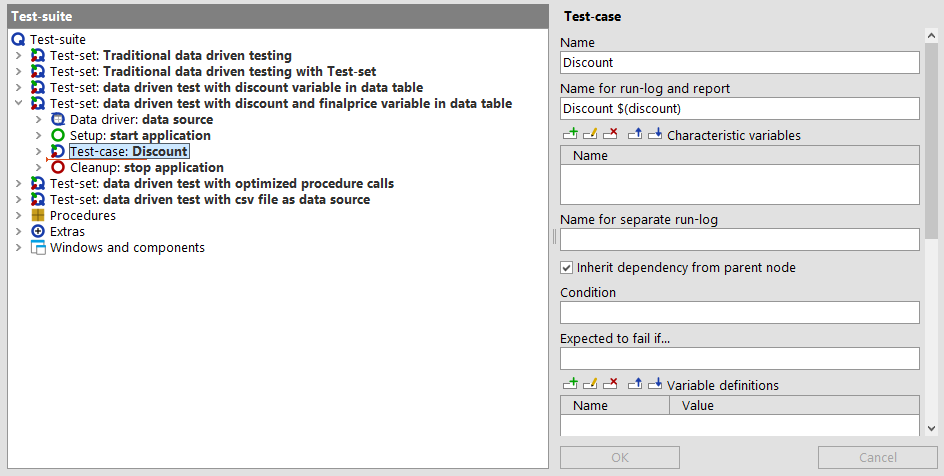 Test-suite
Test-suite
Test-set: Traditional data driven testing
Test-set: Traditional data driven testing with Test-set
Test-set: data driven test with discount variable in data table
Test-set: data driven test with discount and finalprice variable in data table
Data driver: data source
Setup: start application
Test-case: Discount
Cleanup: stop application
Test-set: data driven test with optimized procedure calls
Test-set: data driven test with csv file as data source
Procedures
Extras
Windows and components
Test-case
Name
Discount
Name for run-log and report
Discount $(discount)
Characteristic variables
Name
Name for separate run-log
Inherit dependency from parent node
Condition
Expected to fail if...
Variable definitions
Name Value
OK Cancel